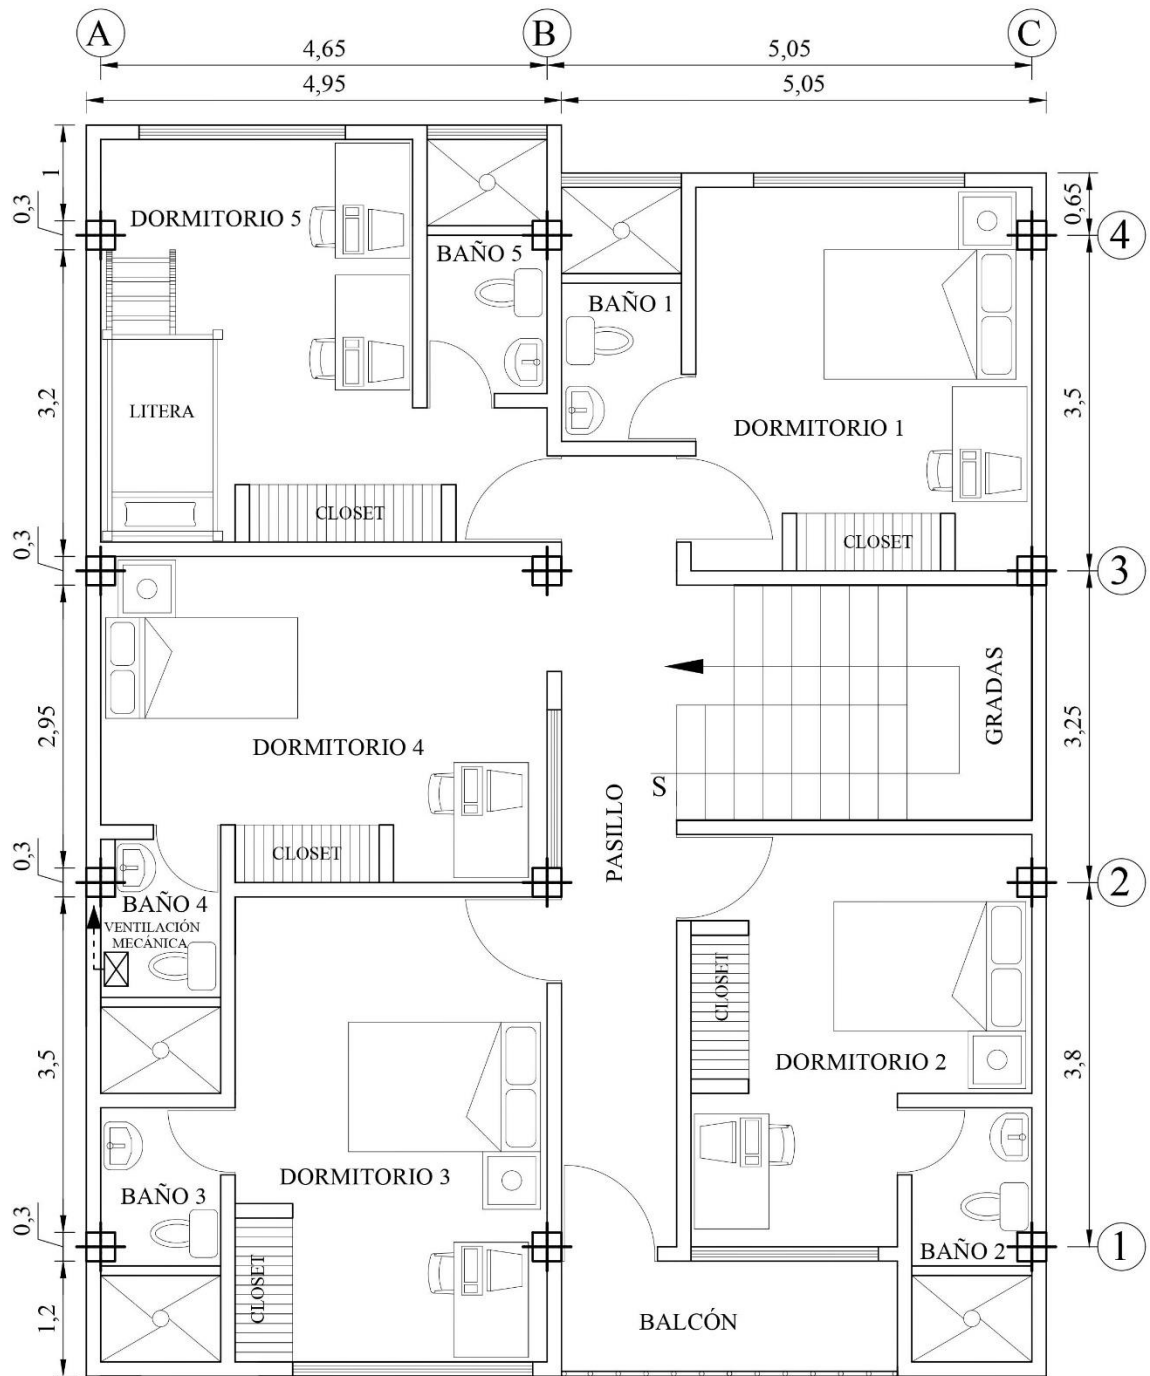 A
B
C
4,65
5,05
4,95
5,05
1
0,3
3,2
0,3
2,95
0,3
3,5
0,3
1,2
0,65
4
3,5
3
3,25
2
3,8
1
DORMITORIO 5
BAÑO 5
BAÑO 1
LITERA
DORMITORIO 1
CLOSET
CLOSET
GRADAS
DORMITORIO 4
S
PASILLO
CLOSET
BAÑO 4
VENTILACIÓN
MECÁNICA
CLOSET
DORMITORIO 2
DORMITORIO 3
BAÑO 3
CLOSET
BAÑO 2
BALCÓN